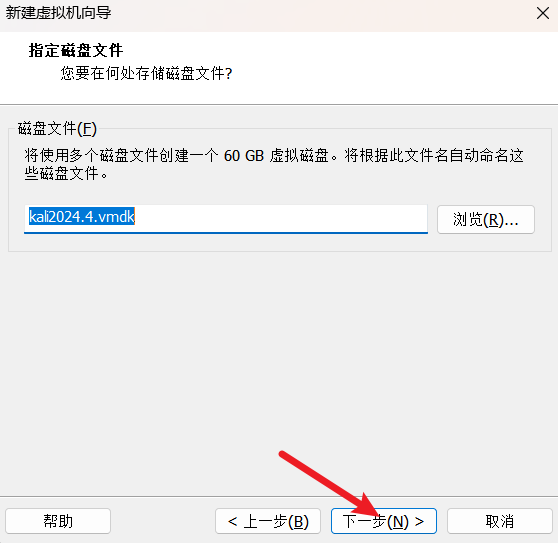 新建虚拟机向导
指定磁盘文件
您要在何处存储磁盘文件?
磁盘文件(F)
将使用多个磁盘文件创建一个 60 GB 虚拟磁盘。将根据此文件名自动命名这
些磁盘文件。
kali2024.4.vmdk
浏览(R)...
帮助
< 上一步(B)
下一步(N) >
取消